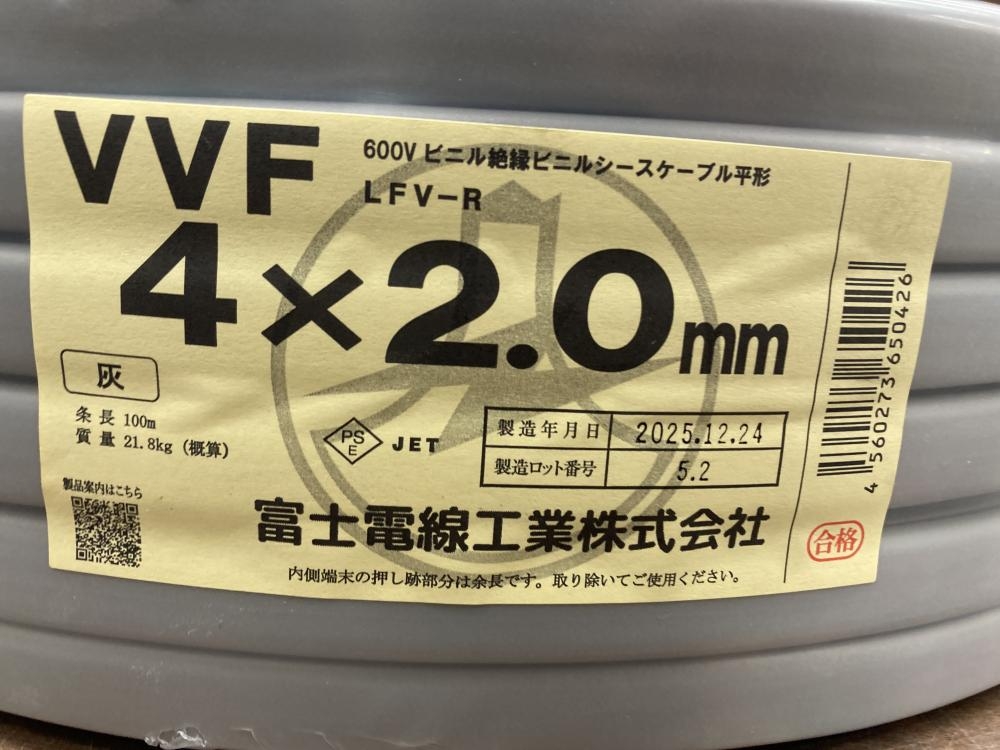 VVF
600V ビニル絶縁ビニルシースケーブル平形
LFV-R
4×2.0mm
灰
条長 100m
質量 21.8kg (概算)
製品案内はこちら
PS
E
JET
製造年月日 2025.12.24
製造ロット番号 5.2
富士電線工業株式会社
内側端末の押し跡部分は余長です。取り除いてご使用ください。
4 560273 650426
合格